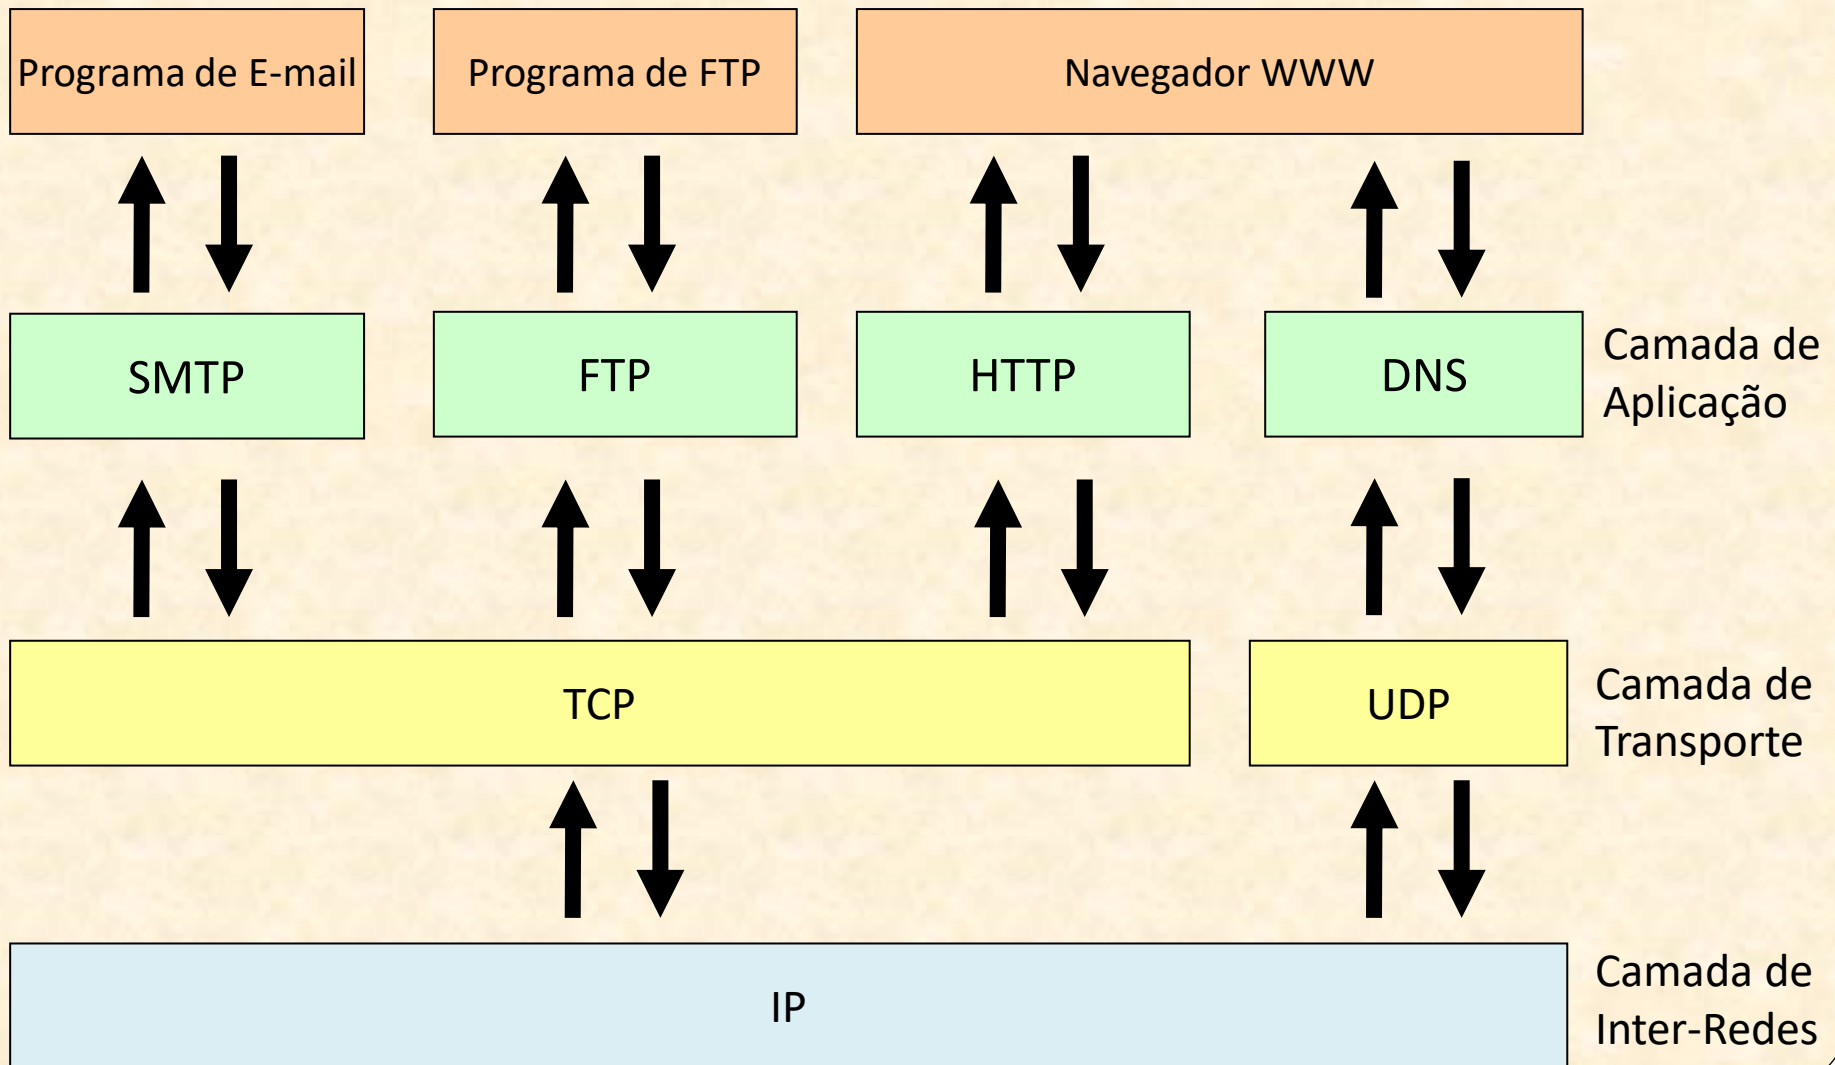 Programa de E-mail
Programa de FTP
Navegador WWW
SMTP
FTP
HTTP
DNS
Camada de
Aplicação
TCP
UDP
Camada de
Transporte
IP
Camada de
Inter-Redes